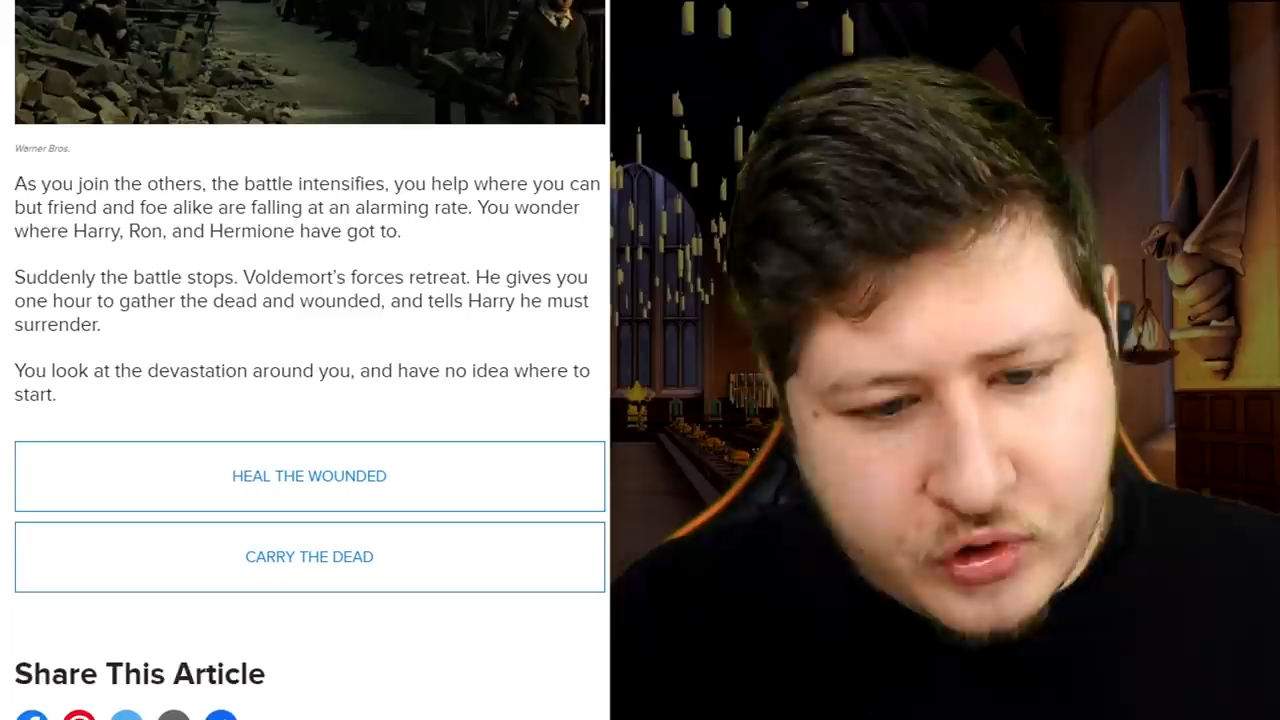 Warner Bros.
As you join the others, the battle intensifies, you help where you can
but friend and foe alike are falling at an alarming rate. You wonder
where Harry, Ron, and Hermione have got to.
Suddenly the battle stops. Voldemort’s forces retreat. He gives you
one hour to gather the dead and wounded, and tells Harry he must
surrender.
You look at the devastation around you, and have no idea where to
start.
HEAL THE WOUNDED
CARRY THE DEAD
Share This Article